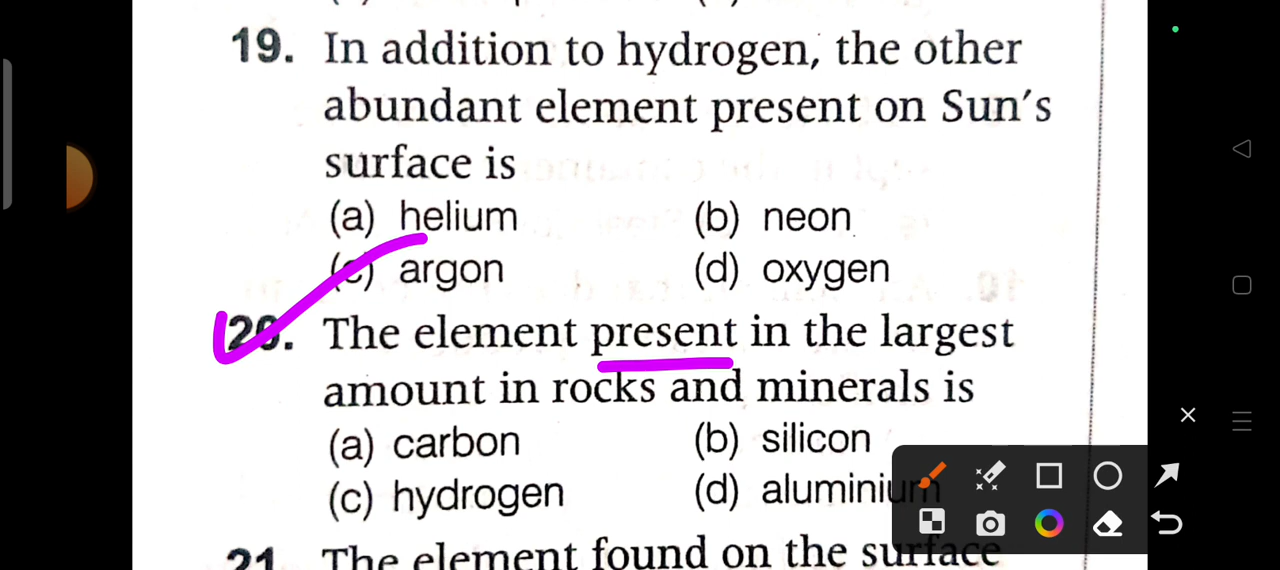 19. In addition to hydrogen, the other
abundant element present on Sun's
surface is
(a) helium (b) neon
(c) argon (d) oxygen
20. The element present in the largest
amount in rocks and minerals is
(a) carbon (b) silicon
(c) hydrogen (d) aluminium
21. The element found on the surface